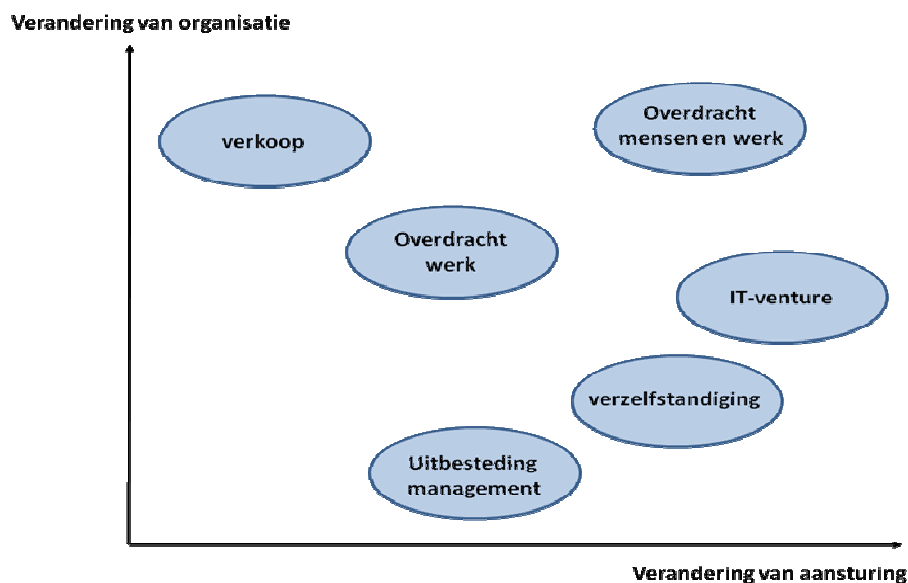 Verandering van organisatie
verkoop
Overdracht
mensen en werk
Overdracht
werk
IT-venture
verzelfstandiging
Uitbesteding
management
Verandering van aansturing